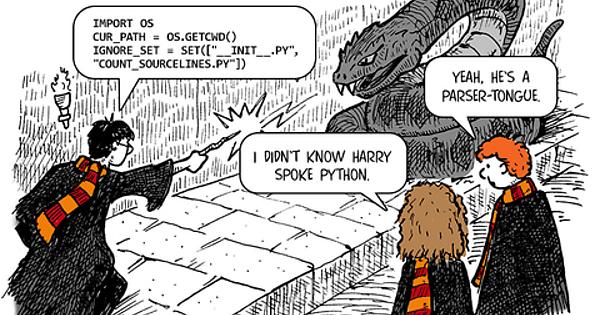 IMPORT OS
CUR_PATH = OS.GETCWD()
IGNORE_SET = SET(["__INIT__.PY",
"COUNT_SOURCELINES.PY"])
I DIDN'T KNOW HARRY
SPOKE PYTHON.
YEAH, HE'S A
PARSER-TONGUE.